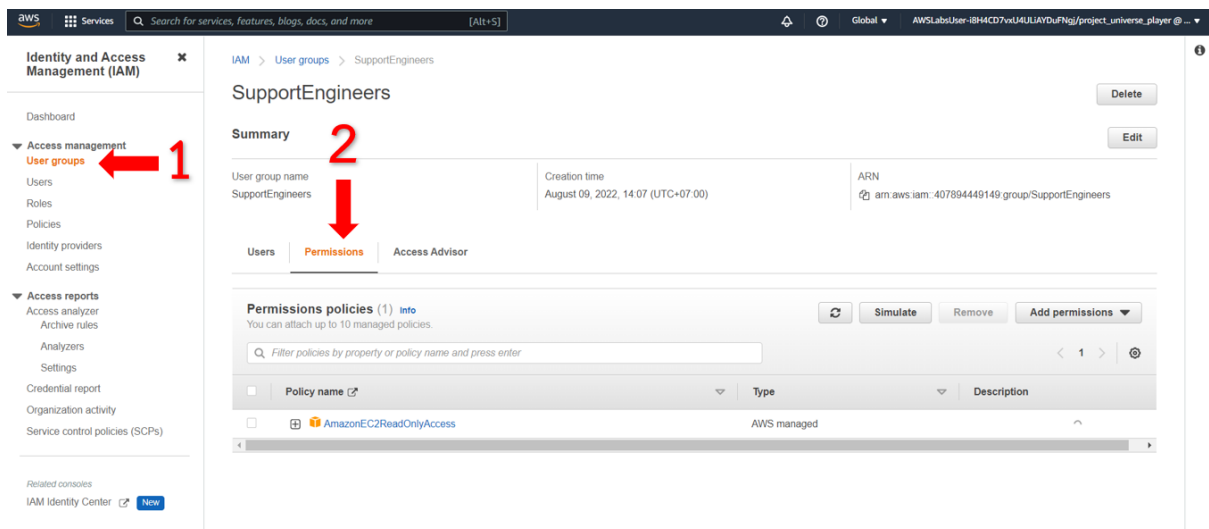 aws Services Search for services, features, blogs, docs, and more [Alt+S] Global AWSLabsUser-i8H4CD7vxU4ULiAYDuFNgj/project_universe_player @ ...
Identity and Access
Management (IAM)
Dashboard
Access management
User groups
1
Users
Roles
Policies
Identity providers
Account settings
Access reports
Access analyzer
Archive rules
Analyzers
Settings
Credential report
Organization activity
Service control policies (SCPs)
Related consoles
IAM Identity Center New
IAM > User groups > SupportEngineers
SupportEngineers
Delete
Summary
2
Edit
User group name
SupportEngineers
Creation time
August 09, 2022, 14:07 (UTC+07:00)
ARN
arn:aws:iam::407894449149:group/SupportEngineers
Users Permissions Access Advisor
Permissions policies (1) Info
You can attach up to 10 managed policies.
Simulate Remove Add permissions
Filter policies by property or policy name and press enter
< 1 >
Policy name Type Description
AmazonEC2ReadOnlyAccess AWS managed